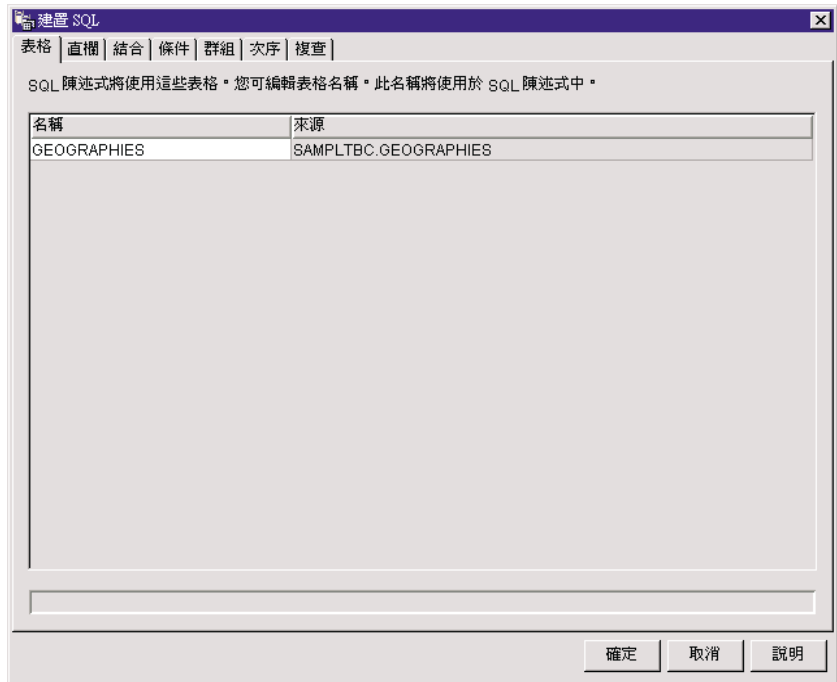 建置 SQL
表格 直欄 結合 條件 群組 次序 複查
SQL 陳述式將使用這些表格。您可編輯表格名稱。此名稱將使用於 SQL 陳述式中。
名稱 來源
GEOGRAPHIES SAMPLTBC.GEOGRAPHIES
確定 取消 說明